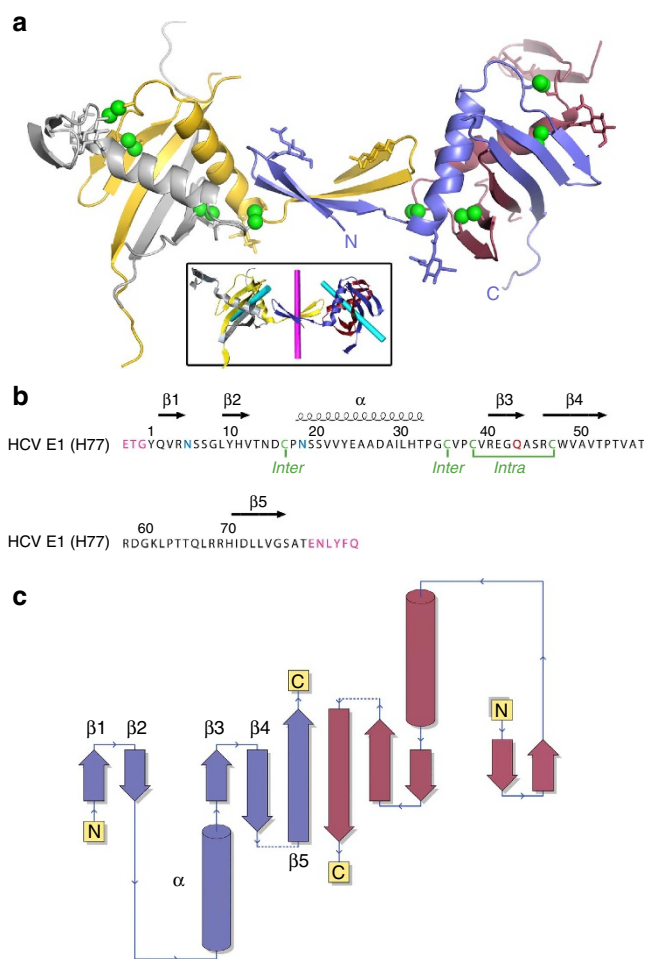 a
N
C
b
β1 β2 α β3 β4
1 10 20 30 40 50
HCV E1 (H77) ETGYQVRNSSGLYHVTNDCPNSSVVYEAADAILHTPGCVPCVREGQASRCWVAVTPTVAT
Inter Inter Intra
β5
60 70
HCV E1 (H77) RDGKLPTTQLRRHIDLLVGSATENLYFQ
c
C
β1 β2 β3 β4 N
N
β5
α C